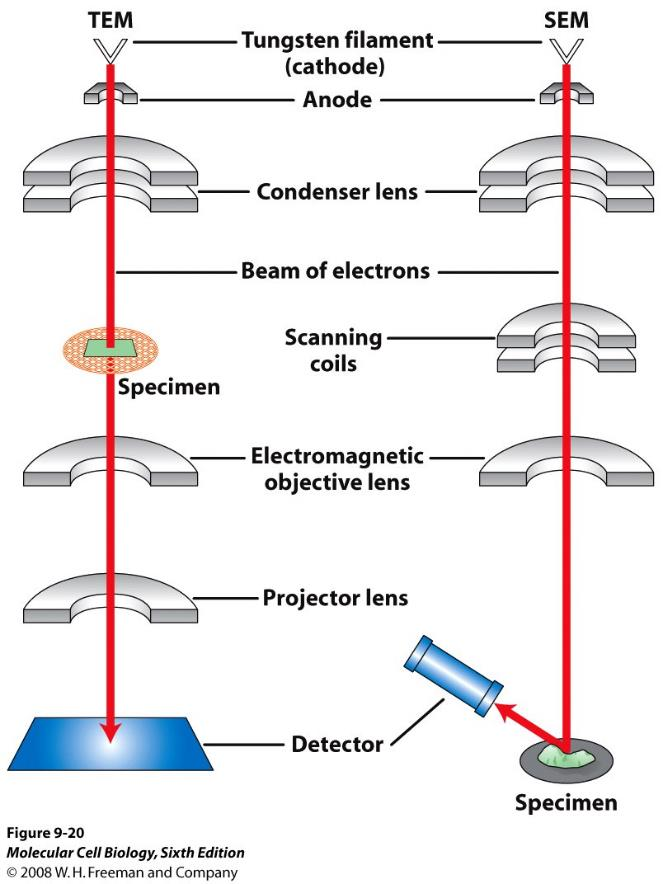 TEM
SEM
Tungsten filament
(cathode)
Anode
Condenser lens
Beam of electrons
Scanning
coils
Specimen
Electromagnetic
objective lens
Projector lens
Detector
Specimen
Figure 9-20
Molecular Cell Biology, Sixth Edition
© 2008 W. H. Freeman and Company